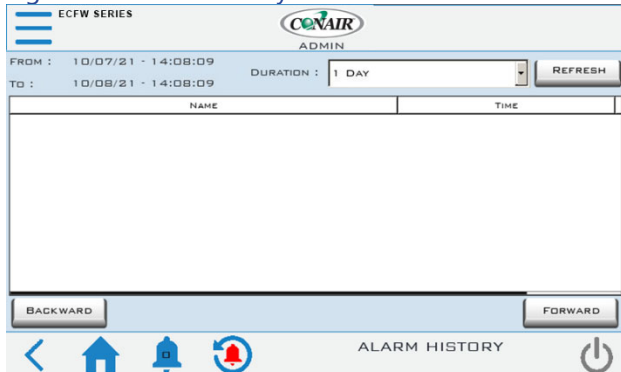 ECFW SERIES
CONAIR
ADMIN
FROM : 10/07/21 - 14:08:09
TO : 10/08/21 - 14:08:09
DURATION : 1 DAY
REFRESH
NAME TIME
BACKWARD FORWARD
0
ALARM HISTORY